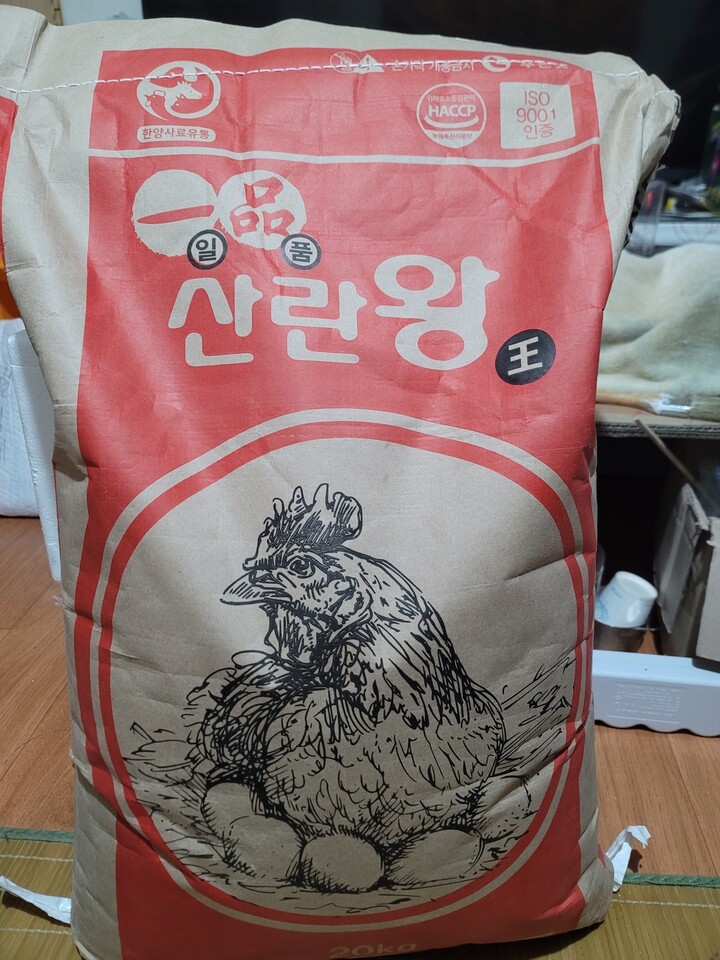 한양사료유통
HACCP
ISO
9001
인증
一品
일 품
산란왕
王
20kg